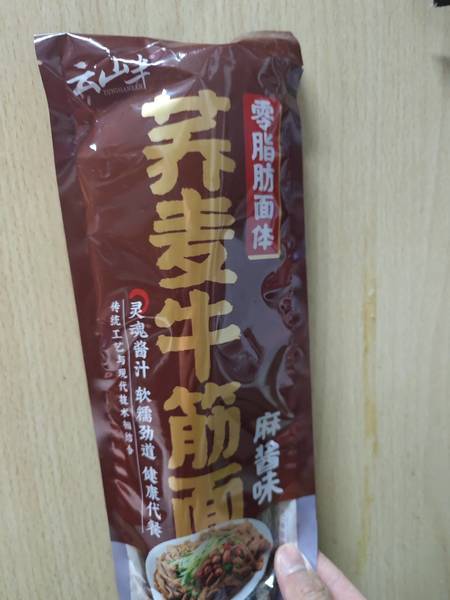 云山丰
荞麦牛筋面
零脂肪面体
灵魂酱汁 软糯劲道 健康代餐
传统工艺与现代技术相结合
麻酱味